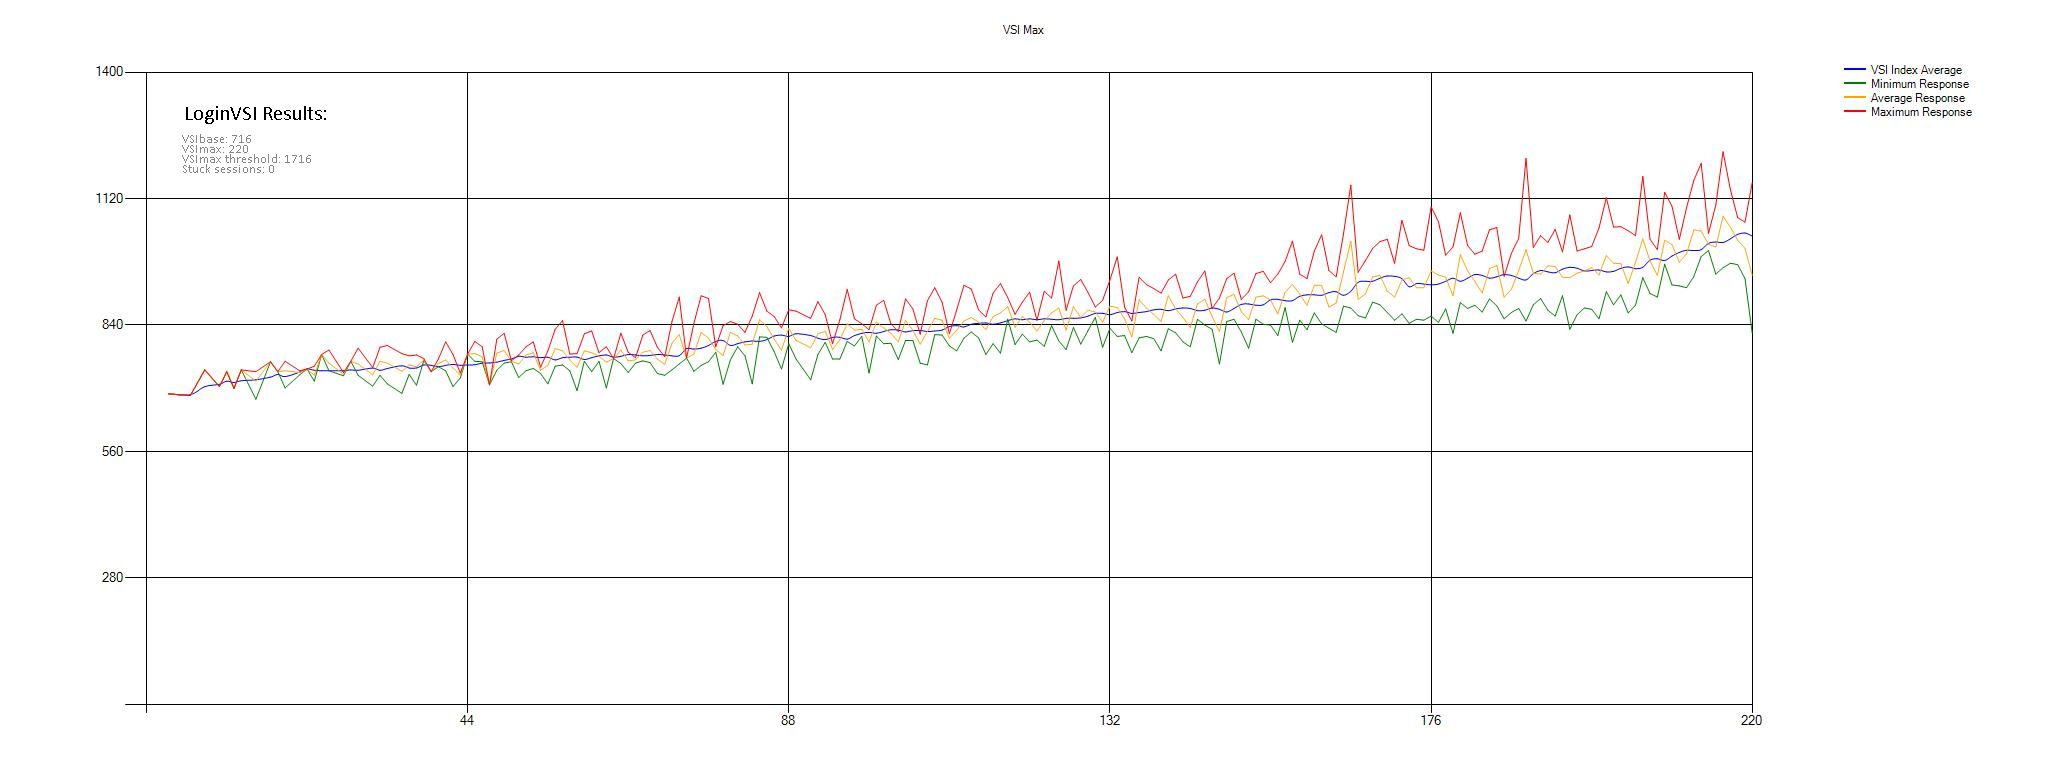 VSI Max
1400
1120
840
560
280
44
88
132
176
220
LoginVSI Results:
VSIbase: 716
VSImax: 220
VSImax threshold: 1716
Stuck sessions: 0
VSI Index Average
Minimum Response
Average Response
Maximum Response